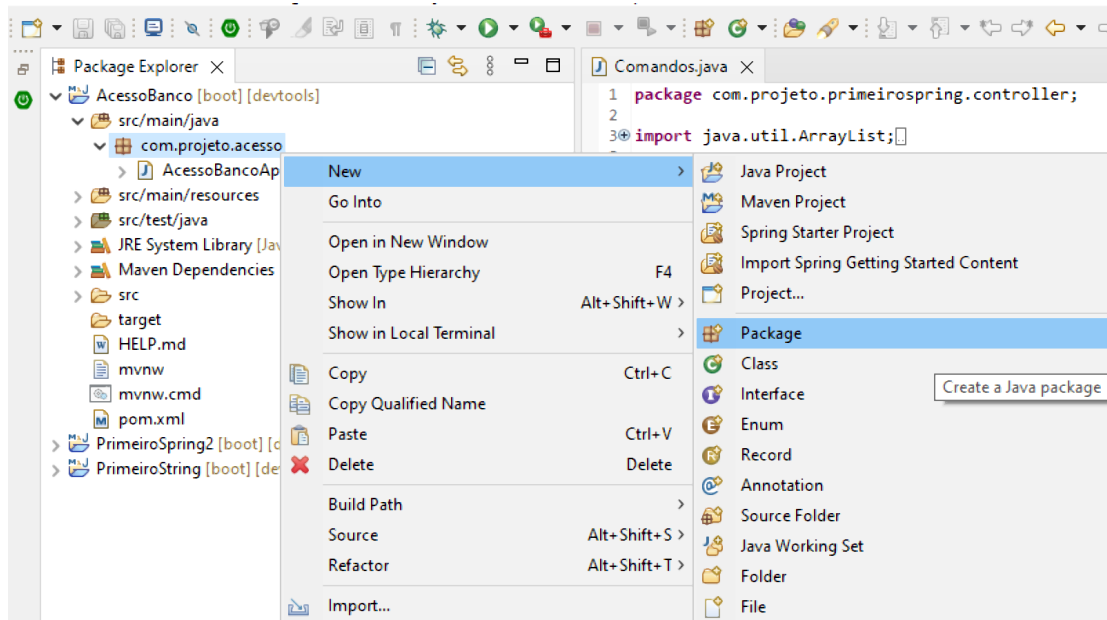 Package Explorer
AcessoBanco [boot] [devtools]
src/main/java
com.projeto.acesso
AcessoBancoAp
src/main/resources
src/test/java
JRE System Library [Jav
Maven Dependencies
src
target
HELP.md
mvnw
mvnw.cmd
pom.xml
PrimeiroSpring2 [boot] [d
PrimeiroString [boot] [de
Comandos.java
1 package com.projeto.primeirospring.controller;
2
3 import java.util.ArrayList;
New
Go Into
Open in New Window
Open Type Hierarchy F4
Show In Alt+Shift+W >
Show in Local Terminal
Copy Ctrl+C
Copy Qualified Name
Paste Ctrl+V
Delete Delete
Build Path
Source Alt+Shift+S >
Refactor Alt+Shift+T >
Import...
Java Project
Maven Project
Spring Starter Project
Import Spring Getting Started Content
Project...
Package
Class
Interface
Enum
Record
Annotation
Source Folder
Java Working Set
Folder
File
Create a Java package